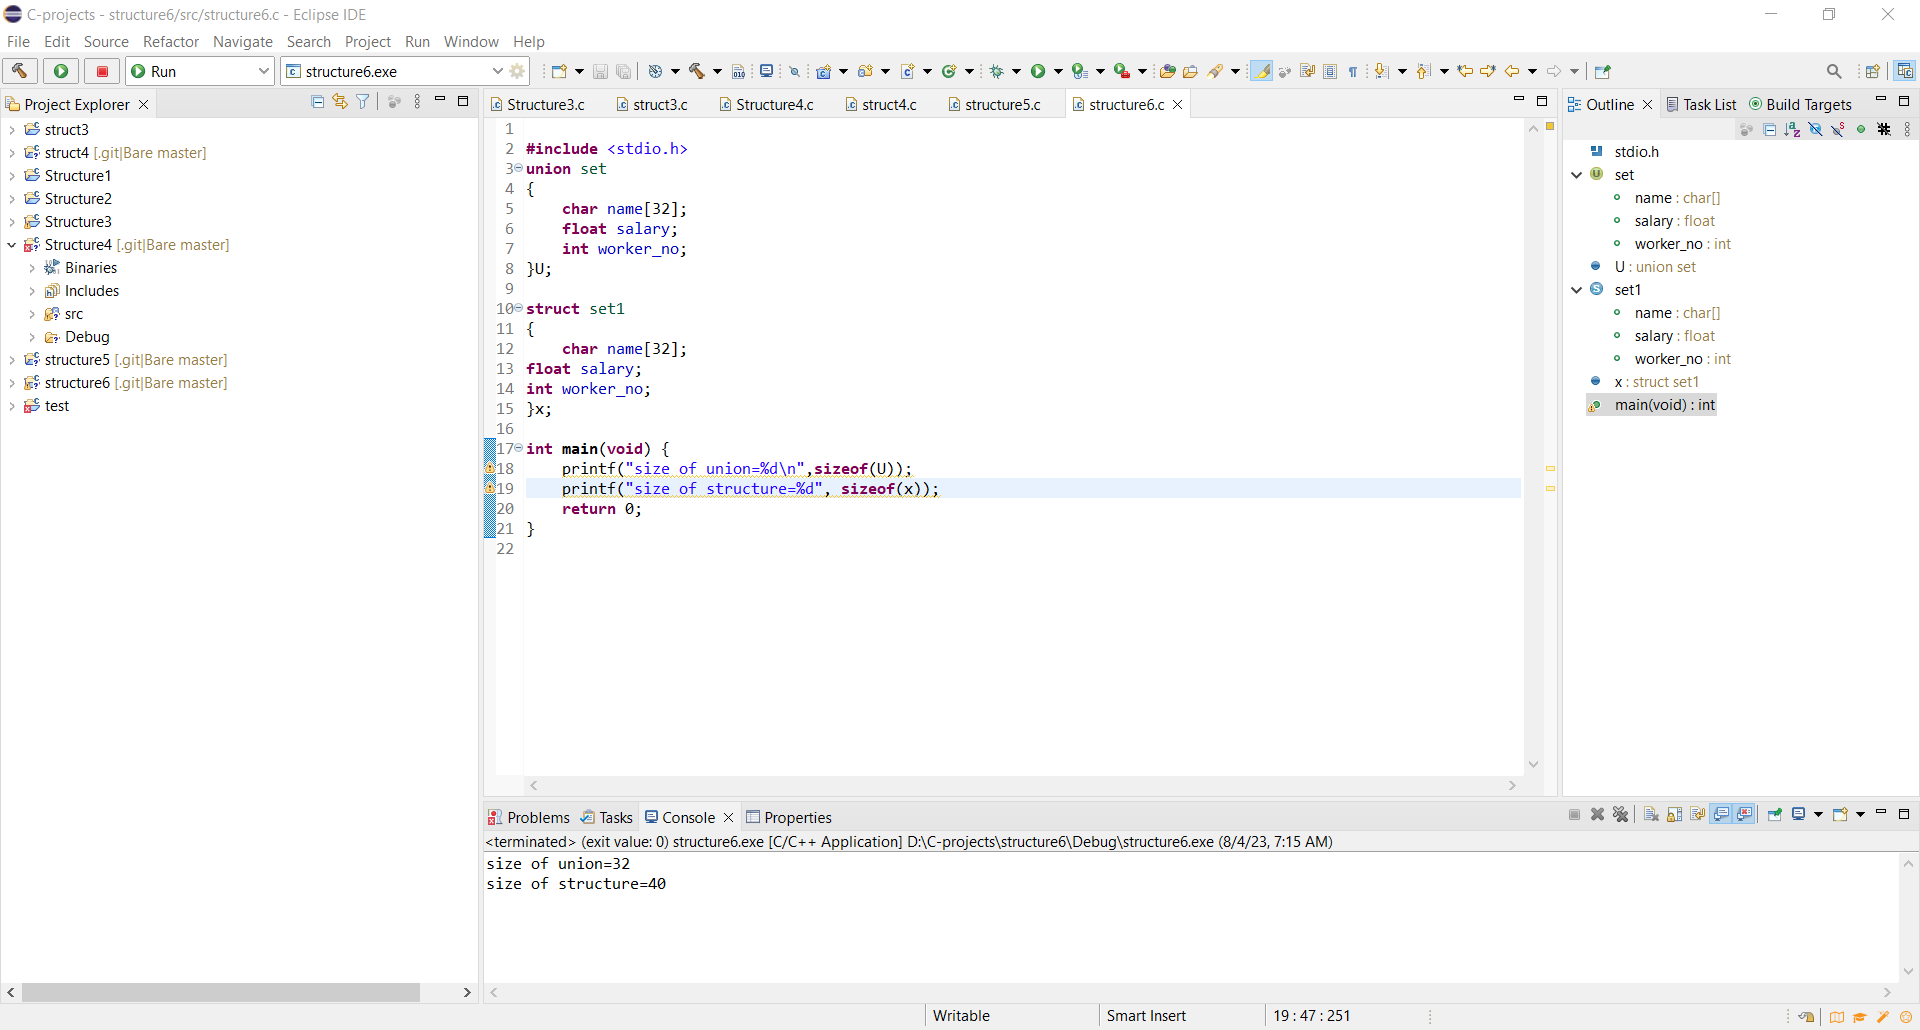 C-projects - structure6/src/structure6.c - Eclipse IDE
File Edit Source Refactor Navigate Search Project Run Window Help
Run structure6.exe
Project Explorer
struct3
struct4 [.git|Bare master]
Structure1
Structure2
Structure3
Structure4 [.git|Bare master]
Binaries
Includes
src
Debug
structure5 [.git|Bare master]
structure6 [.git|Bare master]
test
Structure3.c struct3.c Structure4.c struct4.c structure5.c structure6.c
1
2 #include <stdio.h>
3 union set
4 {
5     char name[32];
6     float salary;
7     int worker_no;
8 }U;
9
10 struct set1
11 {
12     char name[32];
13 float salary;
14 int worker_no;
15 }x;
16
17 int main(void) {
18     printf("size of union=%d\n",sizeof(U));
19     printf("size of structure=%d", sizeof(x));
20     return 0;
21 }
22
Outline Task List Build Targets
stdio.h
set
name : char[]
salary : float
worker_no : int
U : union set
set1
name : char[]
salary : float
worker_no : int
x : struct set1
main(void) : int
Problems Tasks Console Properties
<terminated> (exit value: 0) structure6.exe [C/C++ Application] D:\C-projects\structure6\Debug\structure6.exe (8/4/23, 7:15 AM)
size of union=32
size of structure=40
Writable Smart Insert 19 : 47 : 251